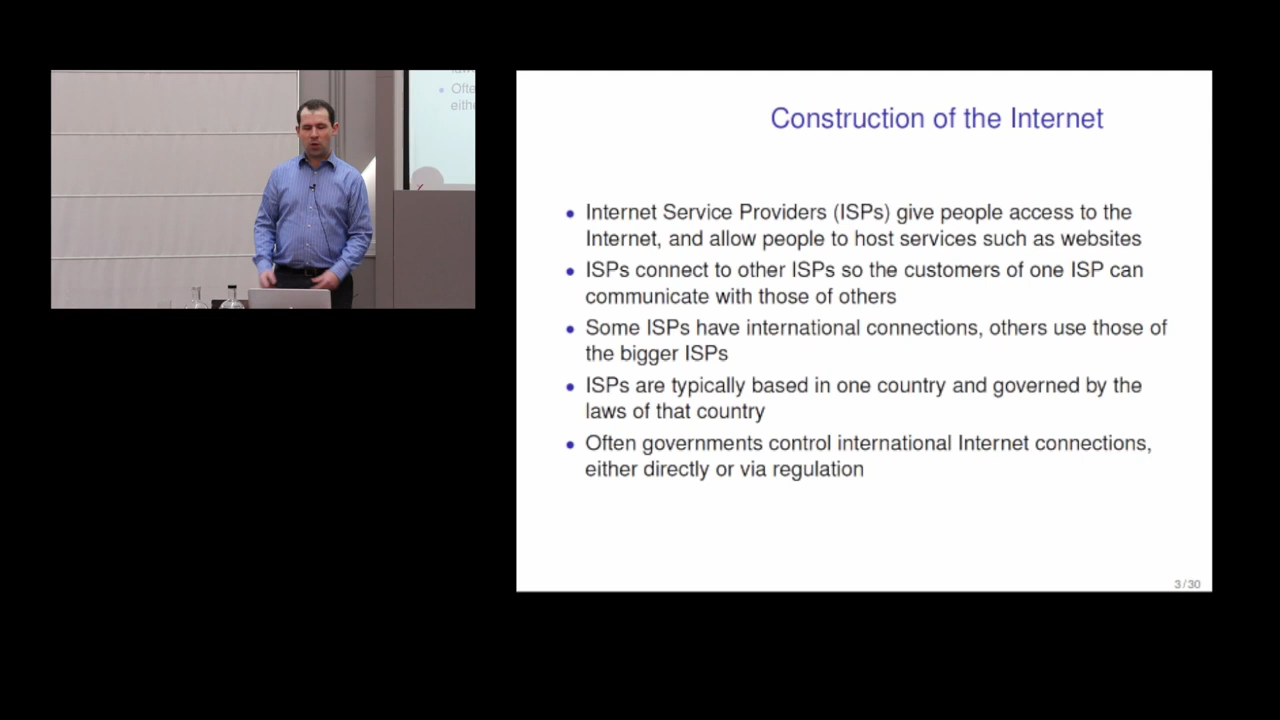 Ofte
eithe
Construction of the Internet
• Internet Service Providers (ISPs) give people access to the
Internet, and allow people to host services such as websites
• ISPs connect to other ISPs so the customers of one ISP can
communicate with those of others
• Some ISPs have international connections, others use those of
the bigger ISPs
• ISPs are typically based in one country and governed by the
laws of that country
• Often governments control international Internet connections,
either directly or via regulation
3/30